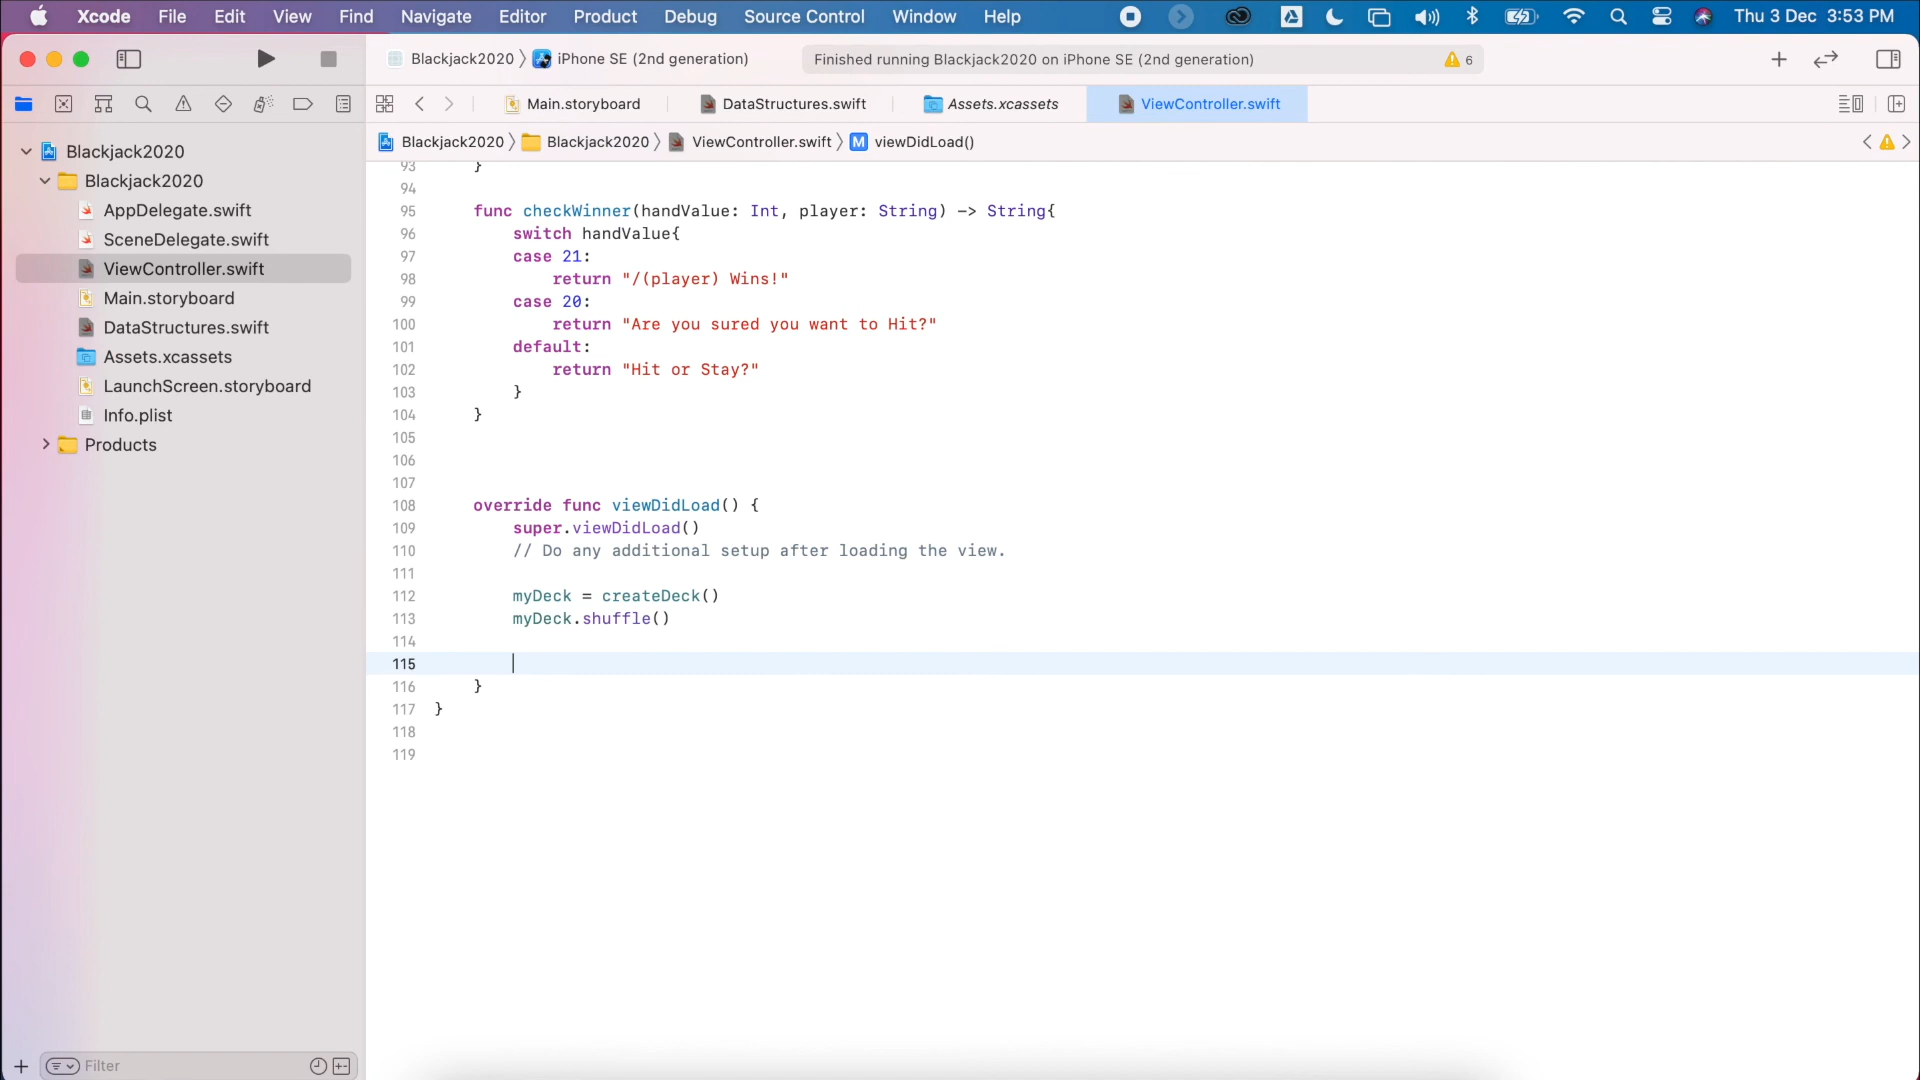 Xcode File Edit View Find Navigate Editor Product Debug Source Control Window Help Thu 3 Dec 3:53 PM
Blackjack2020 〉 iPhone SE (2nd generation) Finished running Blackjack2020 on iPhone SE (2nd generation) 6
Main.storyboard DataStructures.swift Assets.xcassets ViewController.swift
Blackjack2020 〉 Blackjack2020 〉 ViewController.swift 〉 M viewDidLoad()
Blackjack2020
Blackjack2020
AppDelegate.swift
SceneDelegate.swift
ViewController.swift
Main.storyboard
DataStructures.swift
Assets.xcassets
LaunchScreen.storyboard
Info.plist
Products
Filter
93 }
94
95 func checkWinner(handValue: Int, player: String) -> String{
96 switch handValue{
97 case 21:
98 return "/(player) Wins!"
99 case 20:
100 return "Are you sured you want to Hit?"
101 default:
102 return "Hit or Stay?"
103 }
104 }
105
106
107
108 override func viewDidLoad() {
109 super.viewDidLoad()
110 // Do any additional setup after loading the view.
111
112 myDeck = createDeck()
113 myDeck.shuffle()
114
115
116 }
117 }
118
119